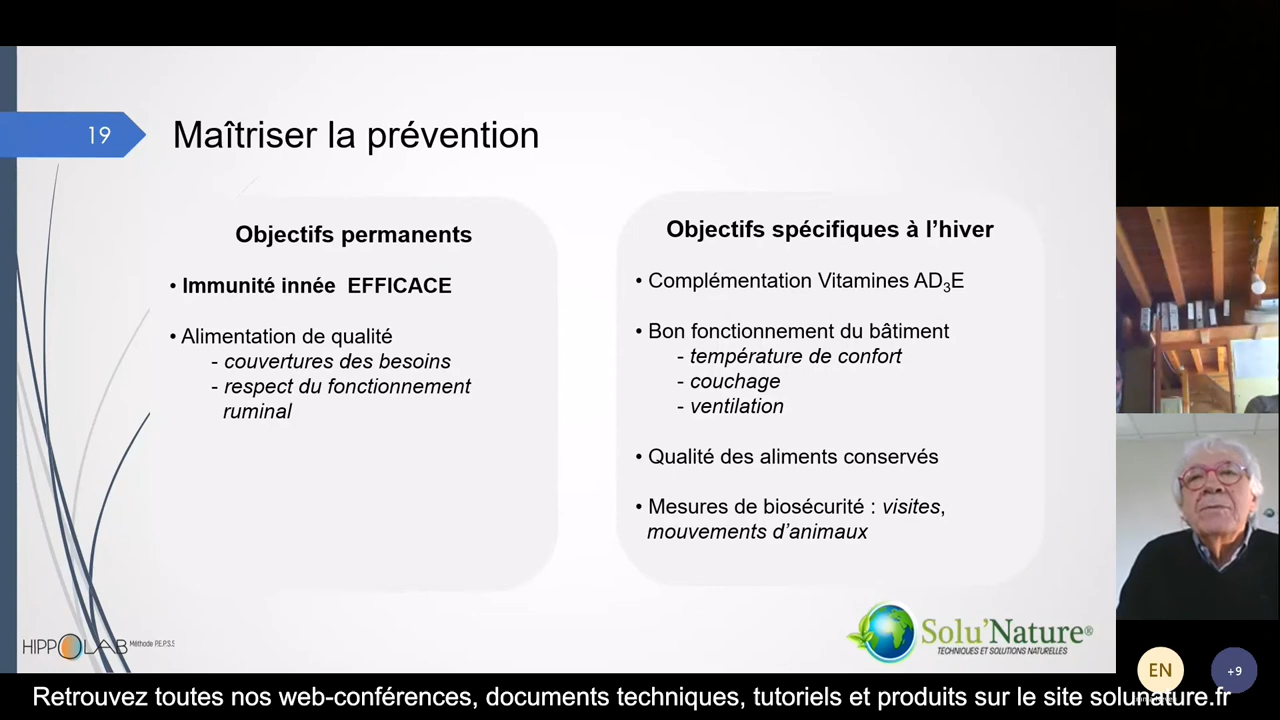 19
Maîtriser la prévention
Objectifs permanents
• Immunité innée EFFICACE
• Alimentation de qualité
- couvertures des besoins
- respect du fonctionnement
ruminal
Objectifs spécifiques à l'hiver
• Complémentation Vitamines AD3E
• Bon fonctionnement du bâtiment
- température de confort
- couchage
- ventilation
• Qualité des aliments conservés
• Mesures de biosécurité : visites,
mouvements d'animaux
HIPPOLAB Méthode P.E.P.S.S
Solu'Nature®
TECHNIQUES ET SOLUTIONS NATURELLES
EN
+9
Retrouvez toutes nos web-conférences, documents techniques, tutoriels et produits sur le site solunature.fr